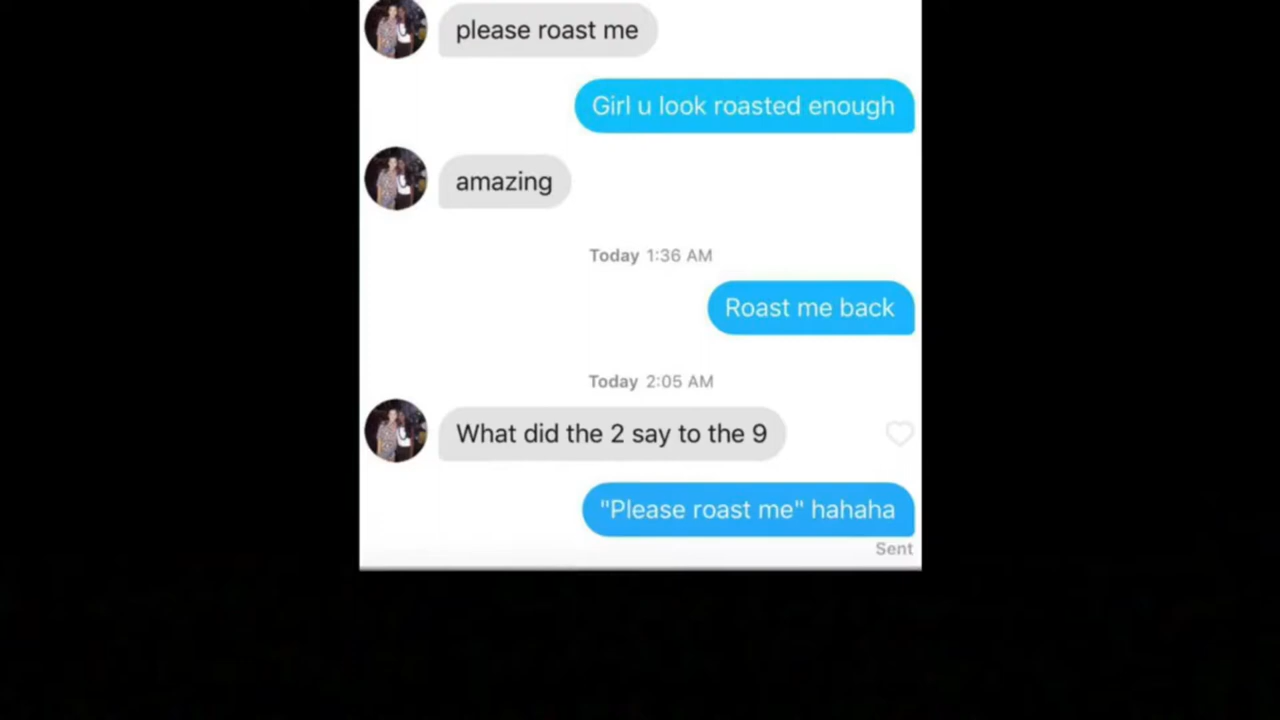 please roast me
Girl u look roasted enough
amazing
Today 1:36 AM
Roast me back
Today 2:05 AM
What did the 2 say to the 9
"Please roast me" hahaha
Sent